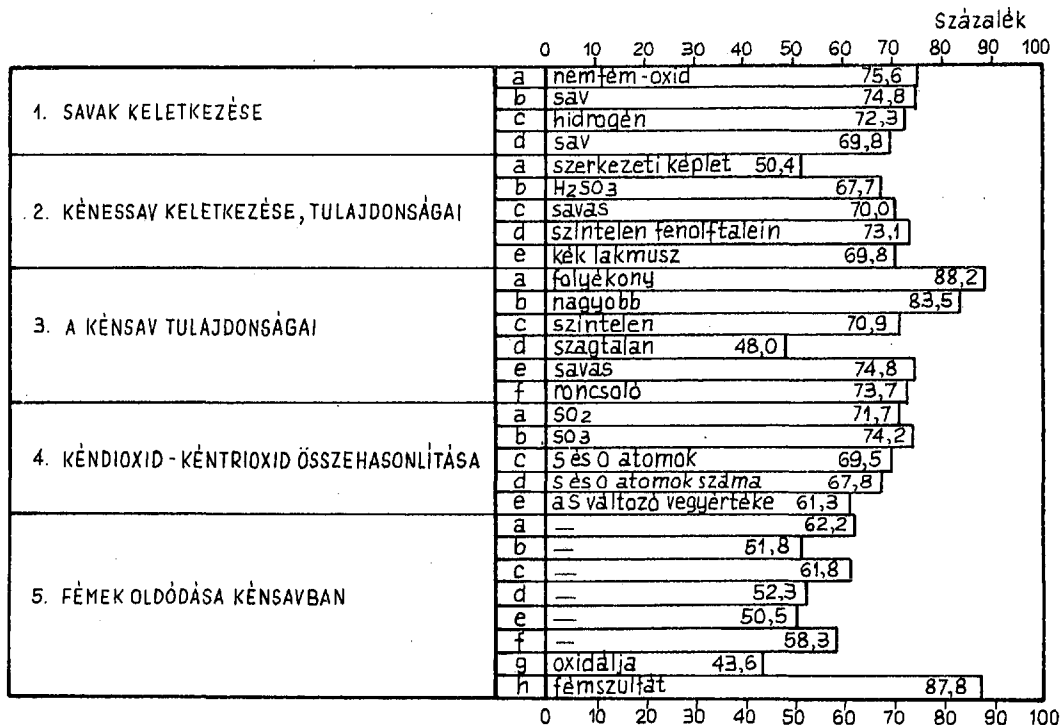 Százalék
0 10 20 30 40 50 60 70 80 90 100
1. SAVAK KELETKEZÉSE
a nemfém-oxid 75,6
b sav 74,8
c hidrogén 72,3
d sav 69,8
2. KÉNESSAV KELETKEZÉSE, TULAJDONSÁGAI
a szerkezeti képlet 50,4
b H2SO3 67,7
c savas 70,0
d színtelen fenolftalein 73,1
e kék lakmusz 69,8
3. A KÉNSAV TULAJDONSÁGAI
a folyékony 88,2
b nagyobb 83,5
c színtelen 70,9
d szagtalan 48,0
e savas 74,8
f roncsoló 73,7
4. KÉNDIOXID - KÉNTRIOXID ÖSSZEHASONLÍTÁSA
a SO2 71,7
b SO3 74,2
c S és O atomok 69,5
d S és O atomok száma 67,8
e a S változó vegyértéke 61,3
5. FÉMEK OLDÓDÁSA KÉNSAVBAN
a — 62,2
b — 51,8
c — 61,8
d — 52,3
e — 50,5
f — 58,3
g oxidálja 43,6
h fémszulfát 87,8
0 10 20 30 40 50 60 70 80 90 100